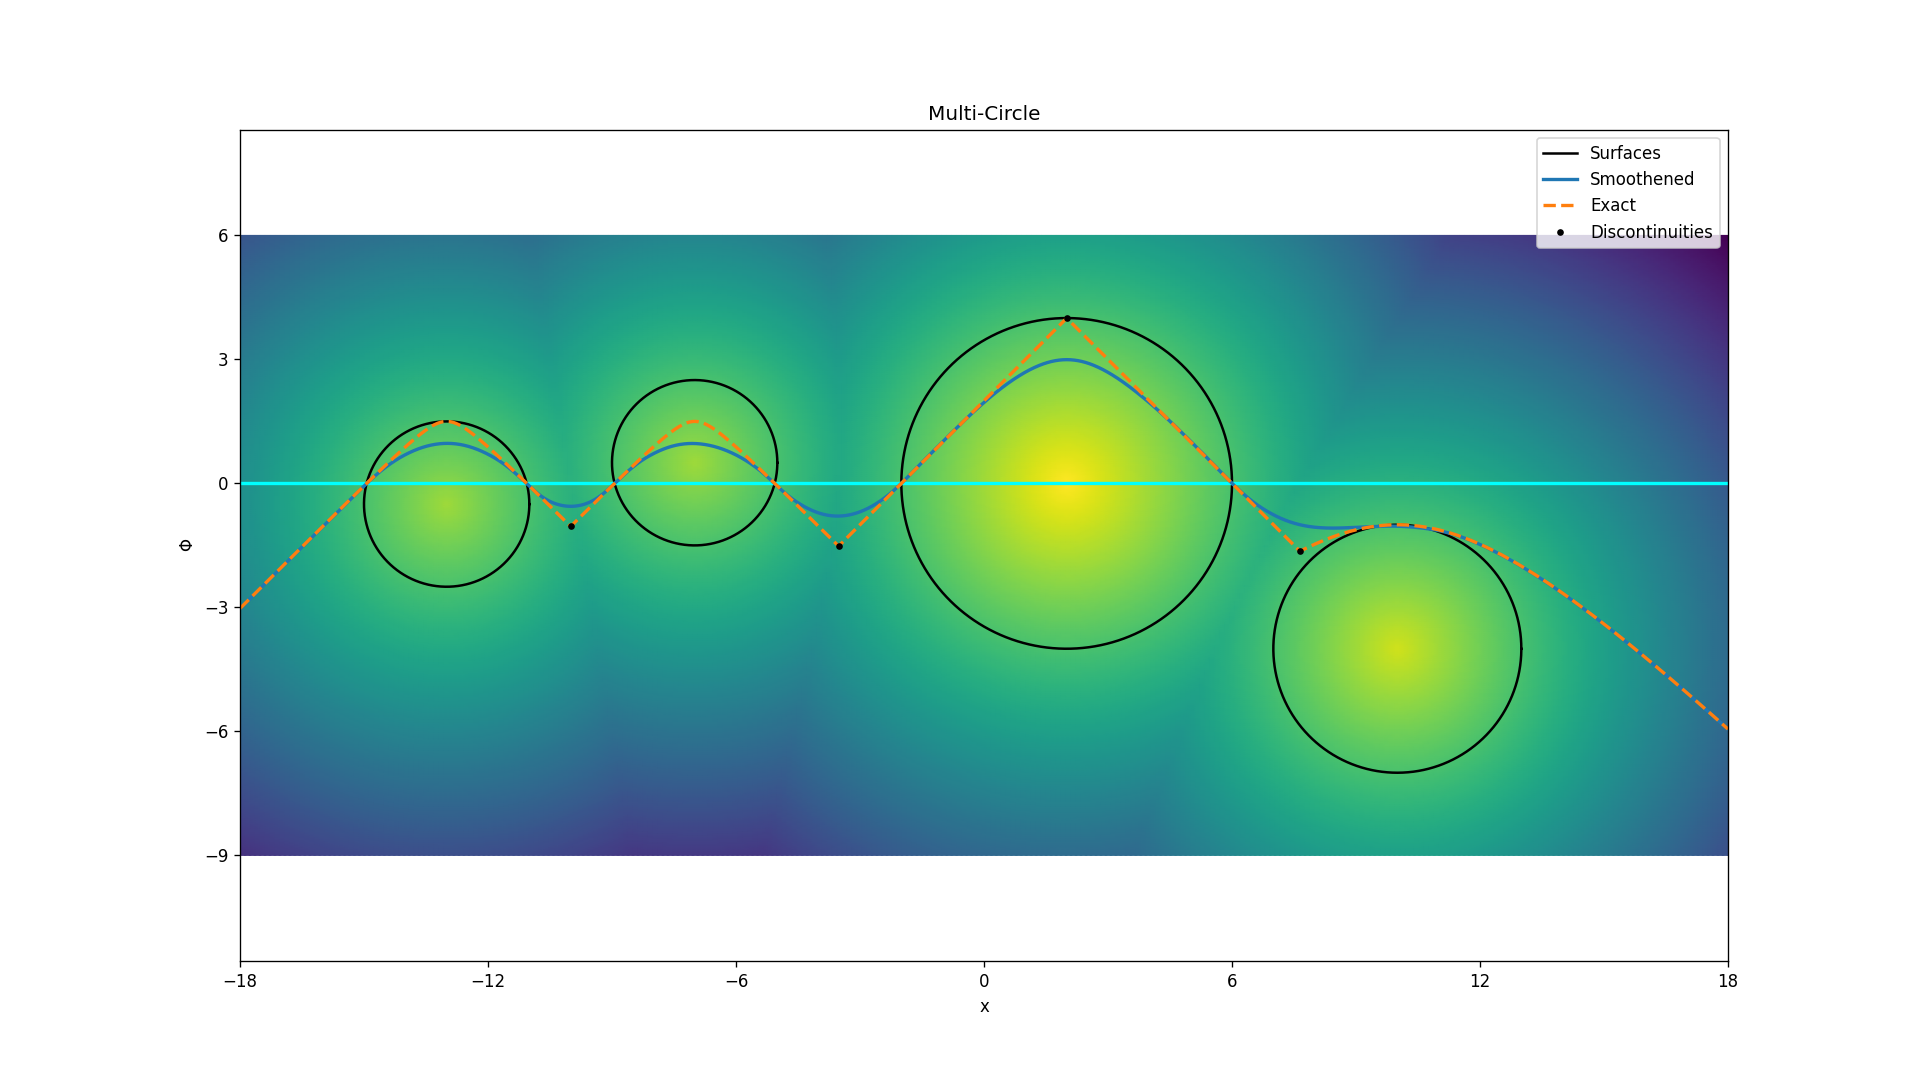 Multi-Circle
Surfaces
Smoothened
Exact
Discontinuities
6
3
0
−3
−6
−9
Φ
−18 −12 −6 0 6 12 18
x